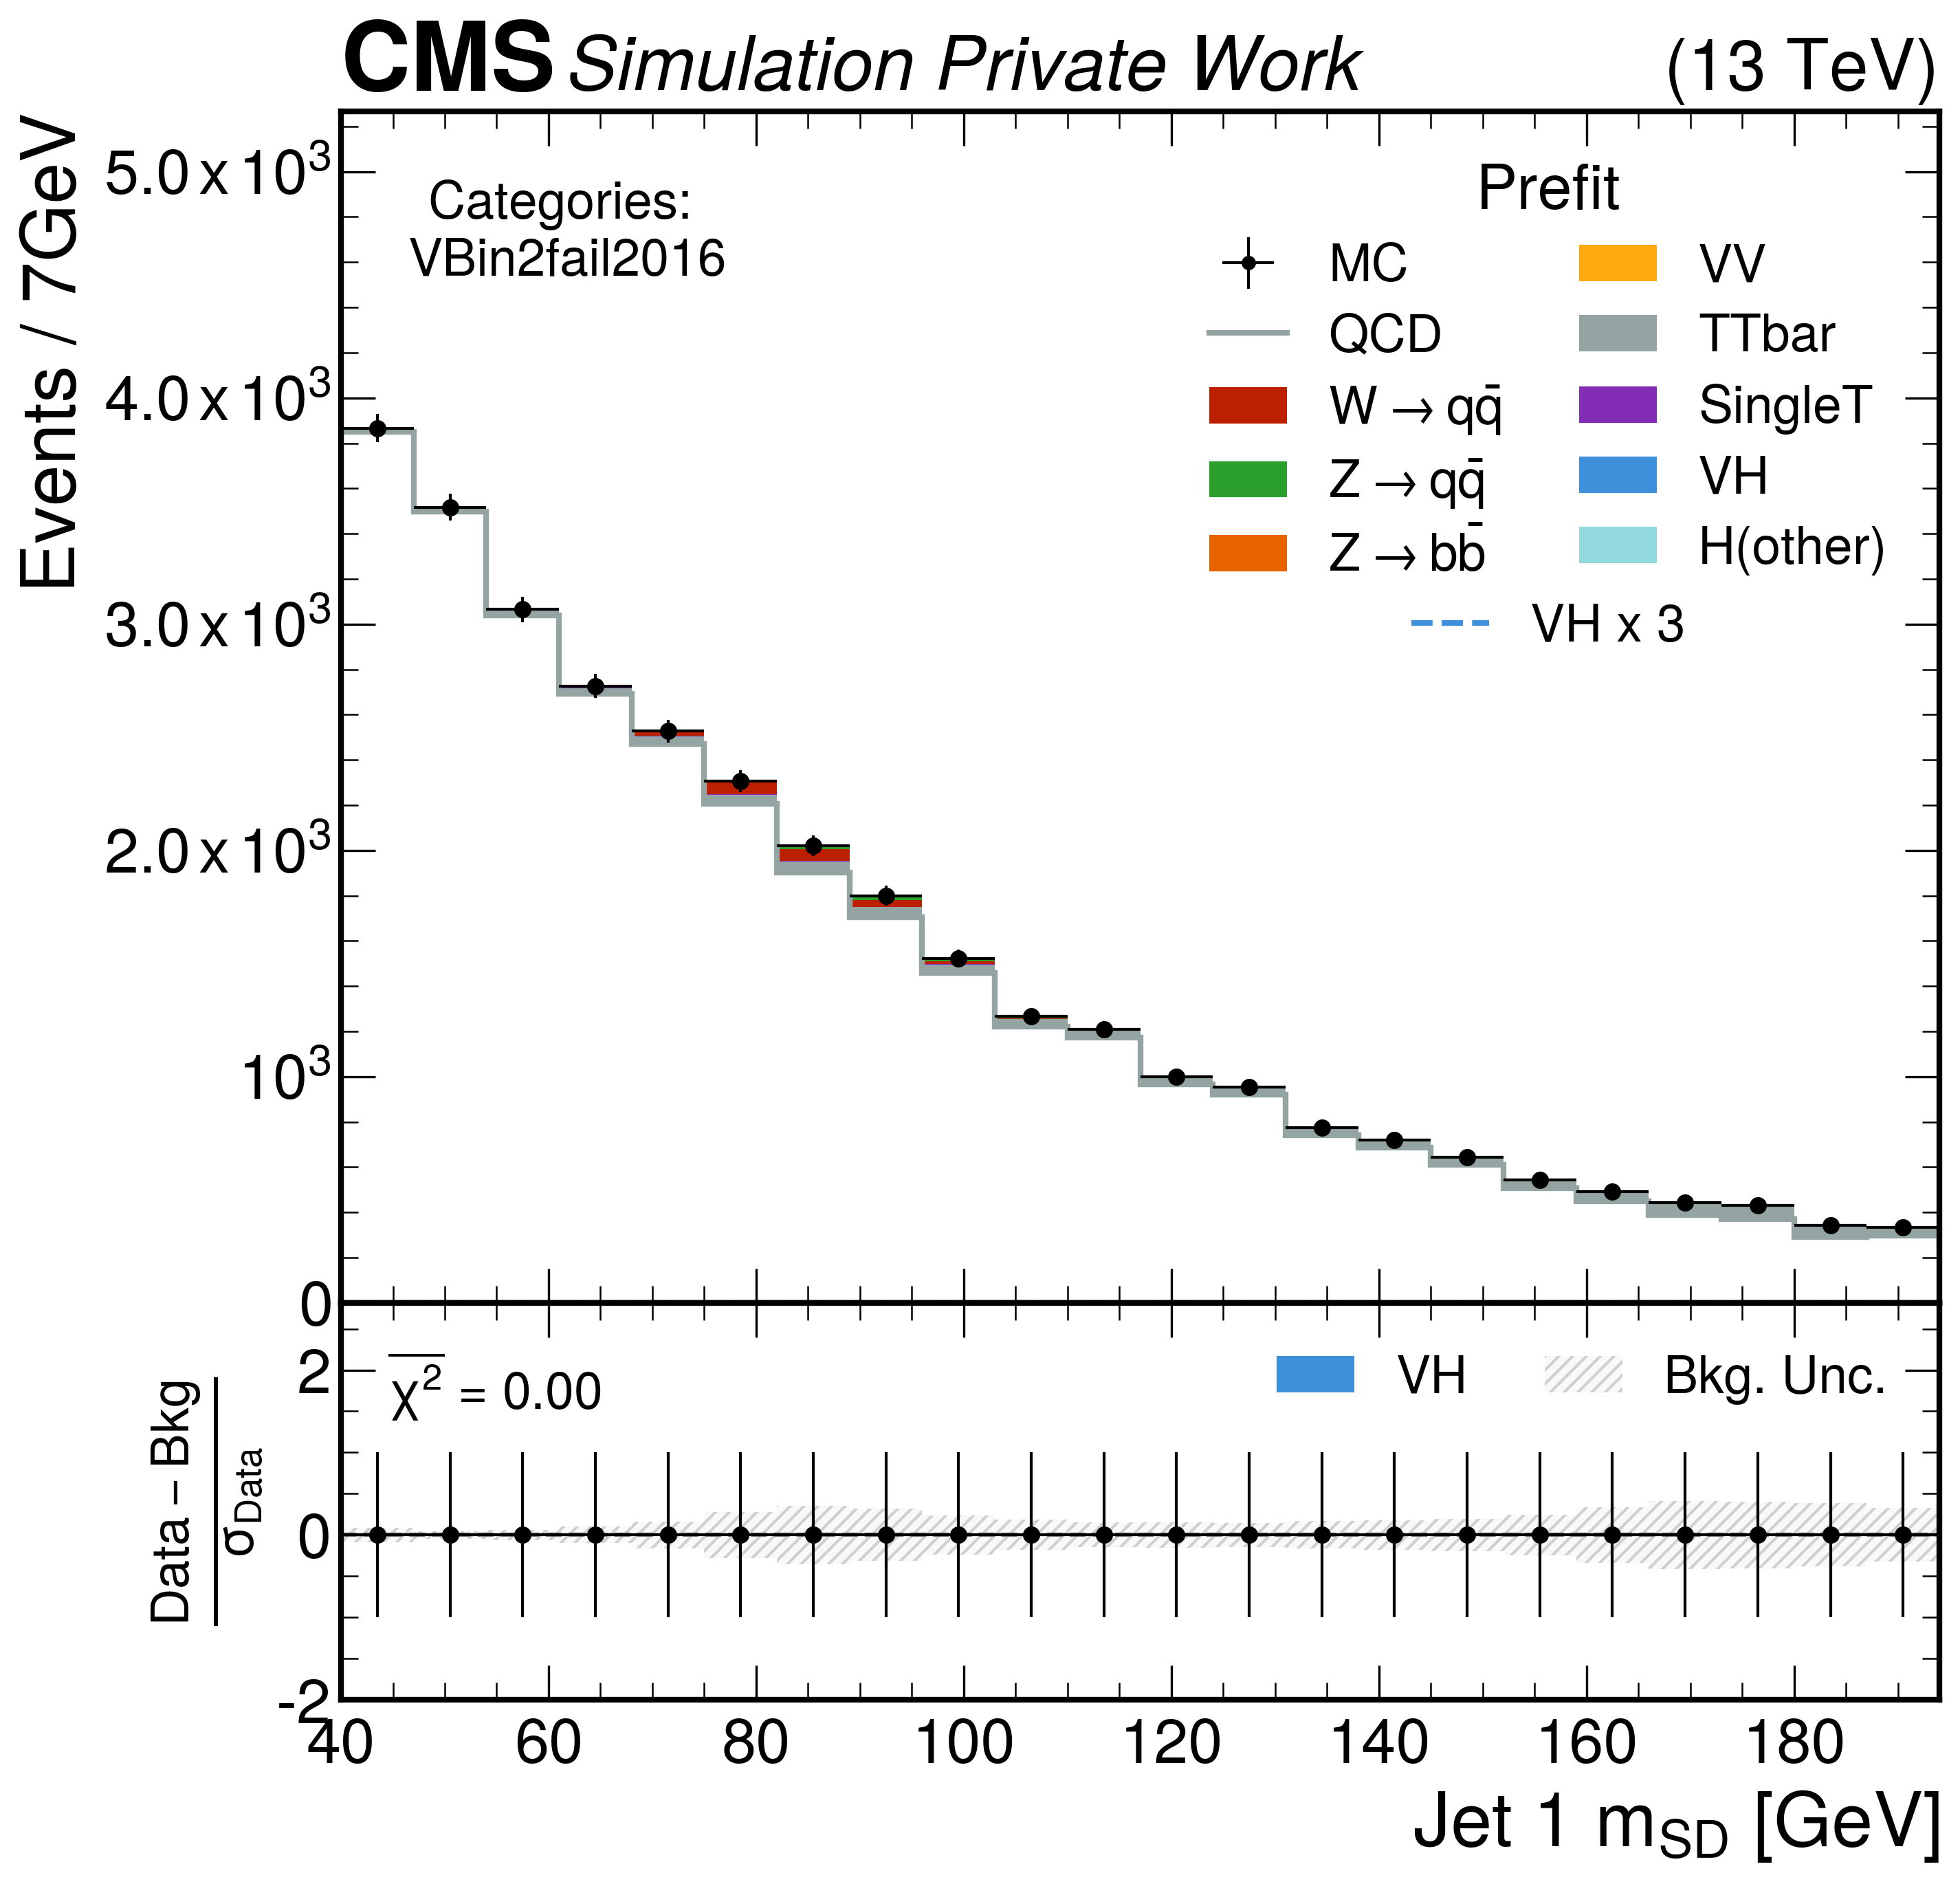 CMS Simulation Private Work (13 TeV)
Events / 7GeV
5.0 x 10³
4.0 x 10³
3.0 x 10³
2.0 x 10³
10³
0
Categories:
VBin2fail2016
Prefit
MC
QCD
W → qq̄
Z → qq̄
Z → bb̄
VV
TTbar
SingleT
VH
H(other)
VH x 3
Data – Bkg
σ_Data
2
0
-2
χ² = 0.00
VH
Bkg. Unc.
40 60 80 100 120 140 160 180
Jet 1 m_SD [GeV]